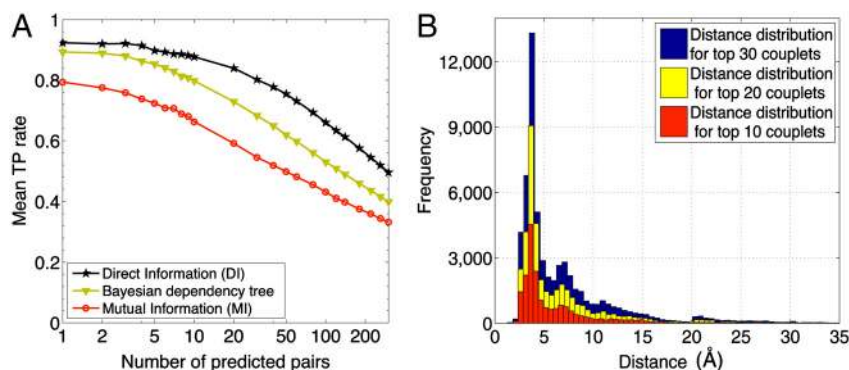 A
Mean TP rate
1
0.8
0.6
0.4
0.2
0
Direct Information (DI)
Bayesian dependency tree
Mutual Information (MI)
1 2 5 10 20 50 100 200
Number of predicted pairs
B
Frequency
12,000
9,000
6,000
3,000
0
Distance distribution
for top 30 couplets
Distance distribution
for top 20 couplets
Distance distribution
for top 10 couplets
0 5 10 15 20 25 30 35
Distance (Å)